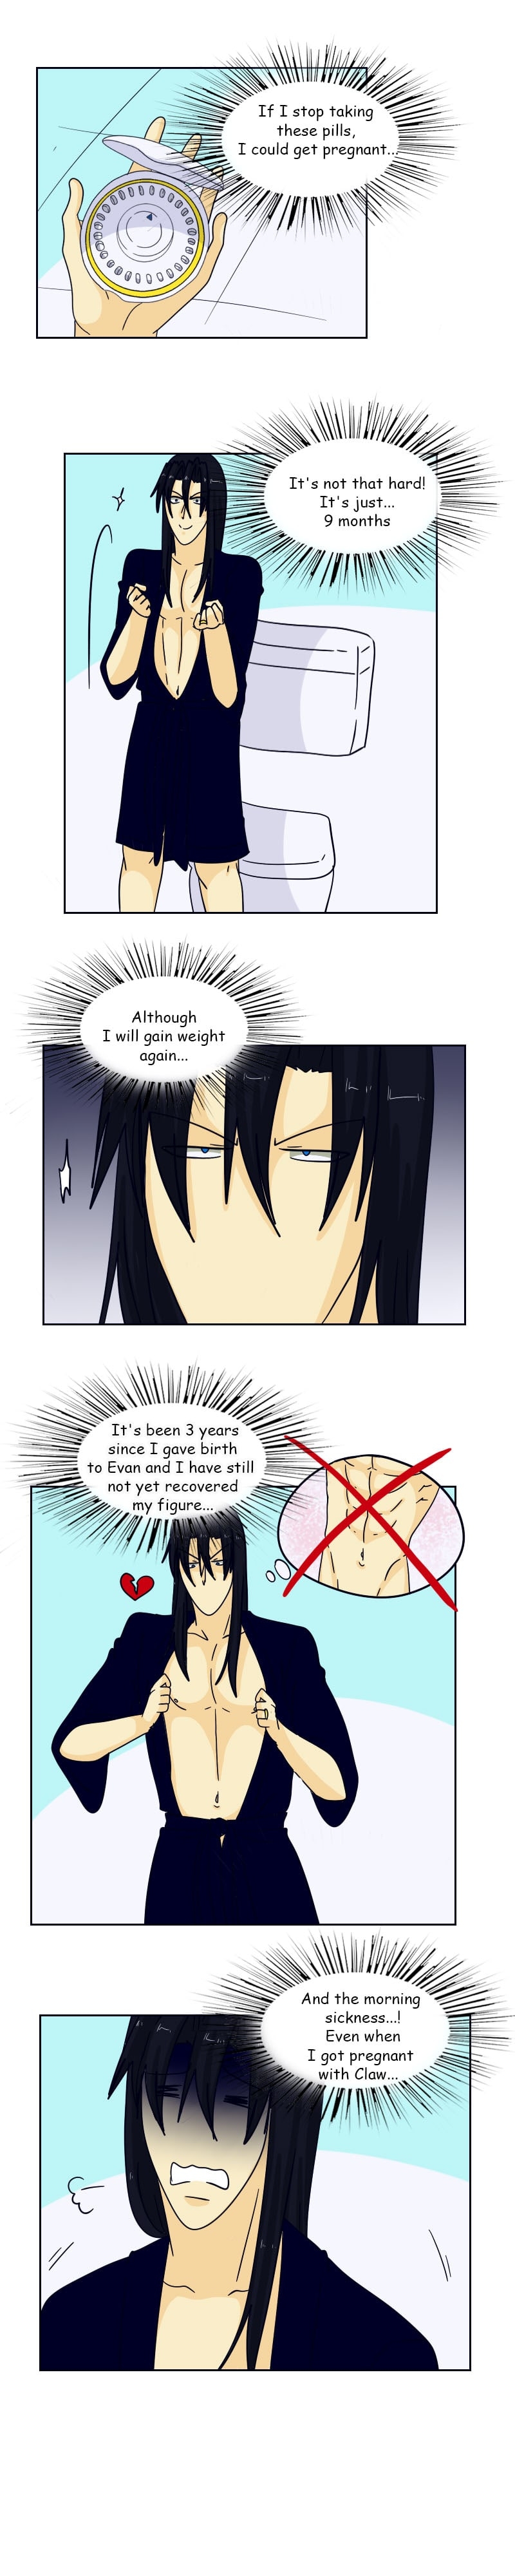 If I stop taking
these pills,
I could get pregnant...
It's not that hard!
It's just...
9 months
Although
I will gain weight
again...
It's been 3 years
since I gave birth
to Evan and I have still
not yet recovered
my figure...
And the morning
sickness...!
Even when
I got pregnant
with Claw...